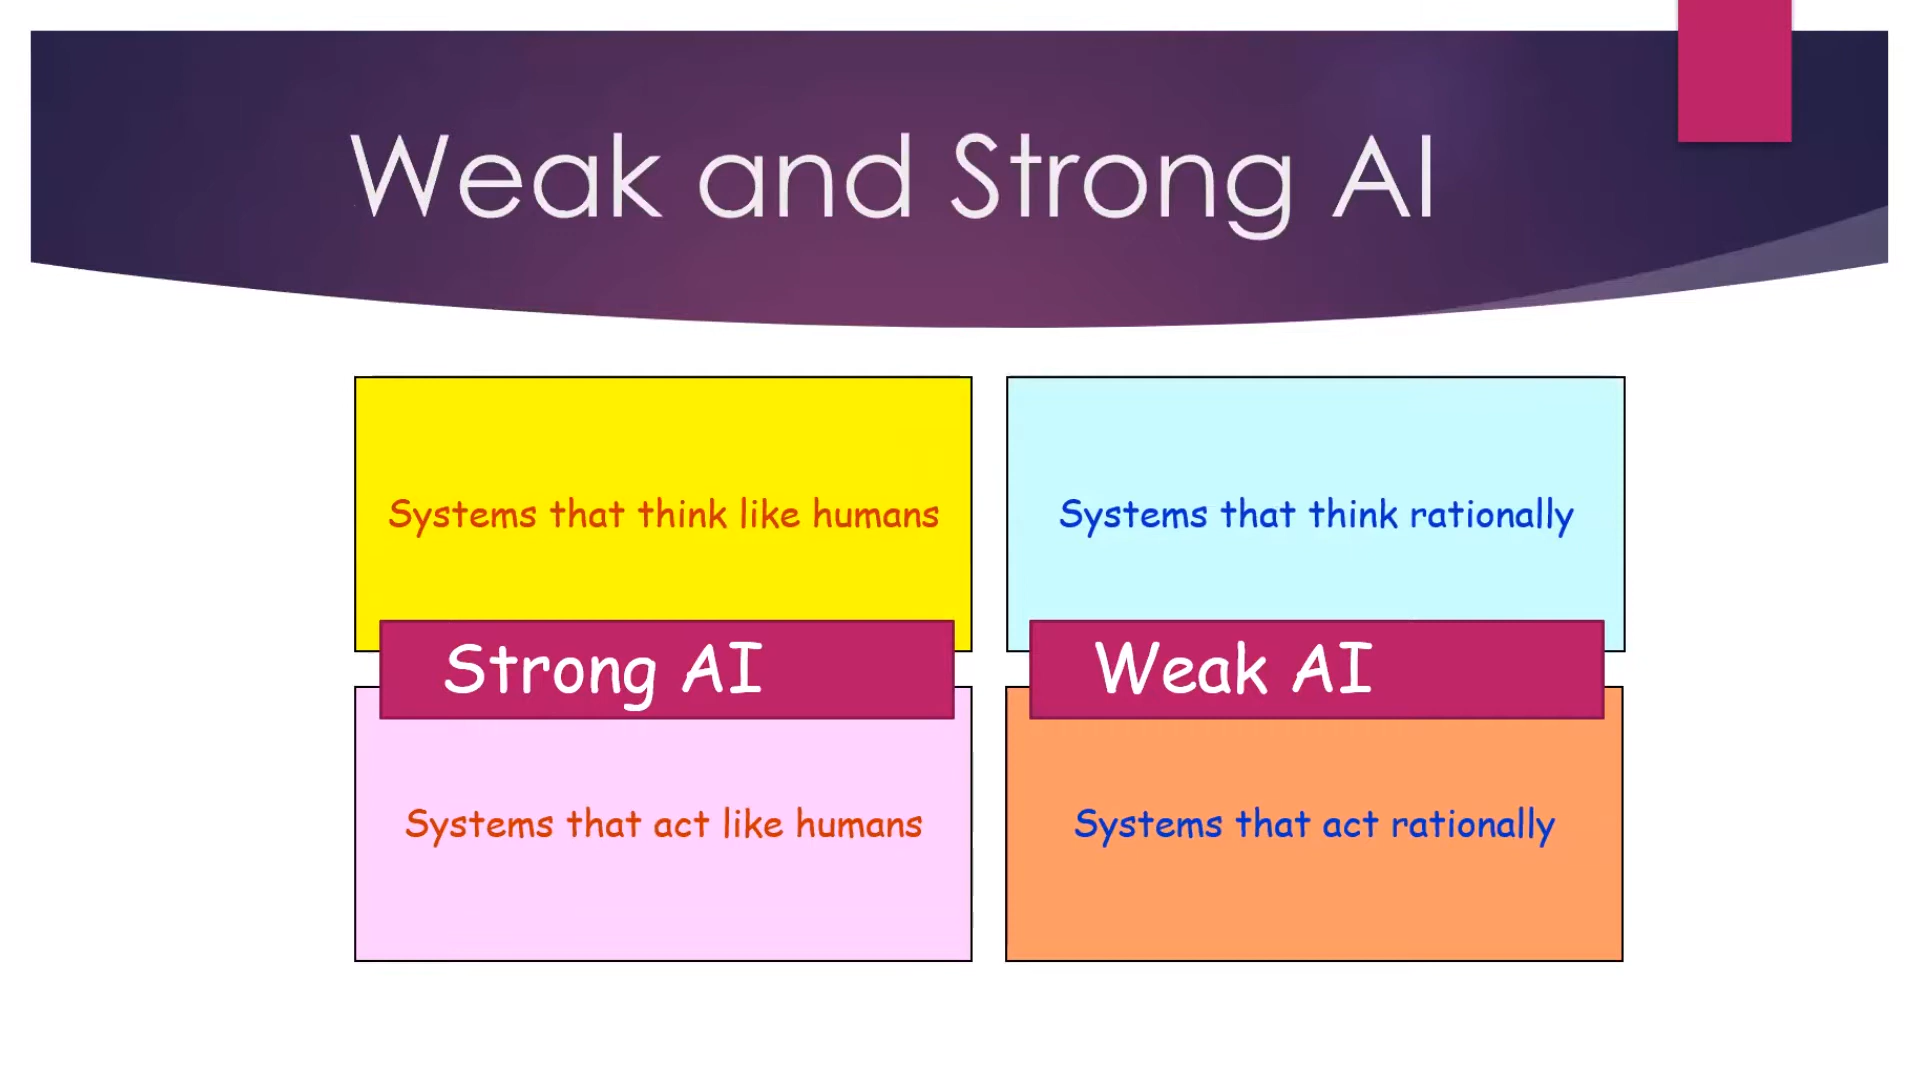 Weak and Strong AI
Systems that think like humans
Systems that think rationally
Strong AI
Weak AI
Systems that act like humans
Systems that act rationally